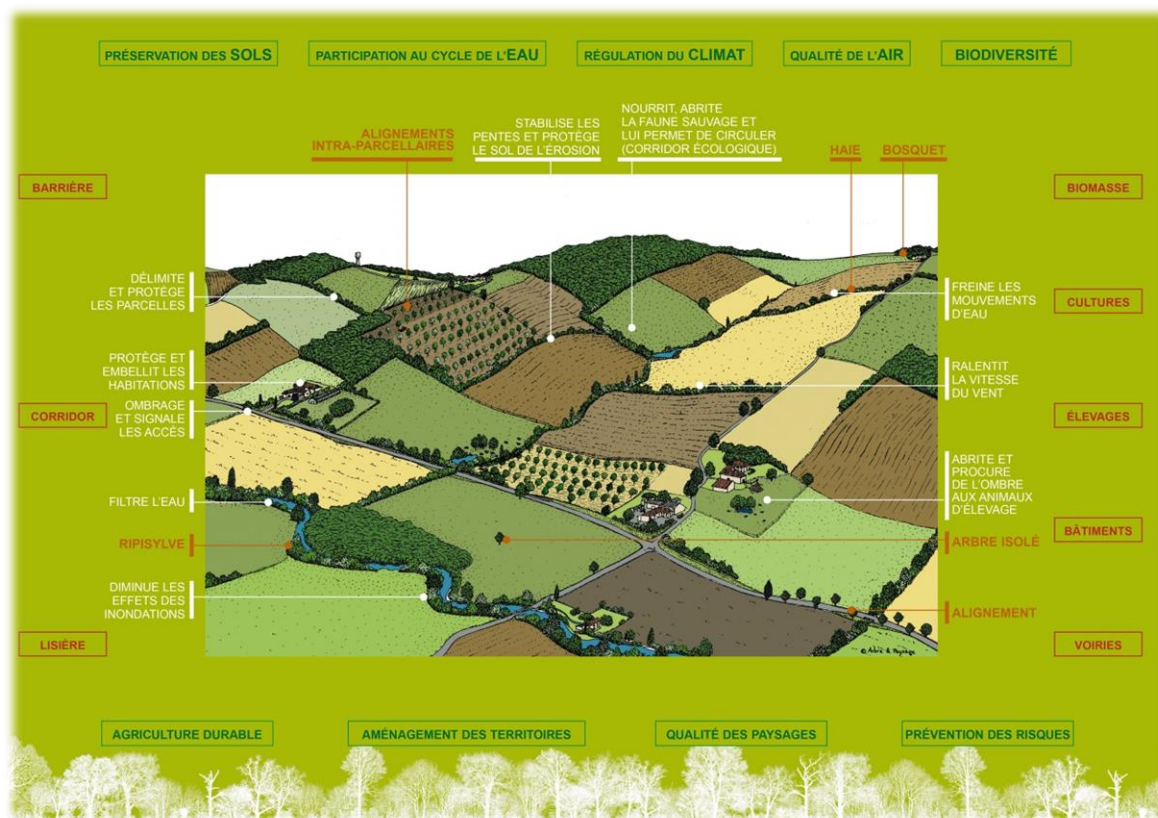 PRÉSERVATION DES SOLS
PARTICIPATION AU CYCLE DE L'EAU
RÉGULATION DU CLIMAT
QUALITÉ DE L'AIR
BIODIVERSITÉ
ALIGNEMENTS
INTRA-PARCELLAIRES
STABILISE LES
PENTES ET PROTÈGE
LE SOL DE L'ÉROSION
NOURRIT, ABRITE
LA FAUNE SAUVAGE ET
LUI PERMET DE CIRCULER
(CORRIDOR ÉCOLOGIQUE)
HAIE
BOSQUET
BARRIÈRE
BIOMASSE
DÉLIMITE
ET PROTÈGE
LES PARCELLES
FREINE LES
MOUVEMENTS
D'EAU
CULTURES
PROTÈGE ET
EMBELLIT LES
HABITATIONS
RALENTIT
LA VITESSE
DU VENT
CORRIDOR
OMBRAGE
ET SIGNALE
LES ACCÈS
ÉLEVAGES
ABRITE ET
PROCURE
DE L'OMBRE
AUX ANIMAUX
D'ÉLEVAGE
FILTRE L'EAU
BÂTIMENTS
RIPISYLVE
ARBRE ISOLÉ
DIMINUE LES
EFFETS DES
INONDATIONS
ALIGNEMENT
LISIÈRE
VOIRIES
© Arbre & Paysage
AGRICULTURE DURABLE
AMÉNAGEMENT DES TERRITOIRES
QUALITÉ DES PAYSAGES
PRÉVENTION DES RISQUES